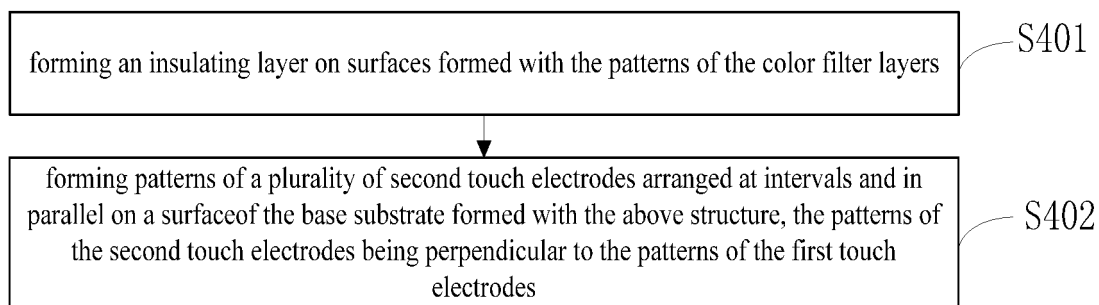 forming an insulating layer on surfaces formed with the patterns of the color filter layers
S401
forming patterns of a plurality of second touch electrodes arranged at intervals and in
parallel on a surfaceof the base substrate formed with the above structure, the patterns of
the second touch electrodes being perpendicular to the patterns of the first touch
electrodes
S402